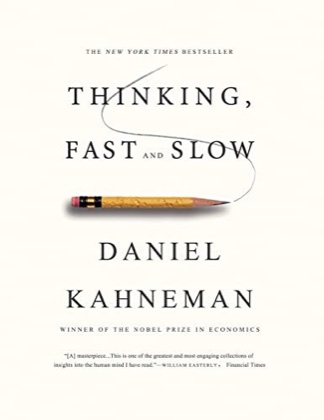 THE NEW YORK TIMES BESTSELLER
THINKING,
FAST AND SLOW
DANIEL
KAHNEMAN
WINNER OF THE NOBEL PRIZE IN ECONOMICS
"[A] masterpiece...This is one of the greatest and most engaging collections of
insights into the human mind I have read."—WILLIAM EASTERLY, Financial Times